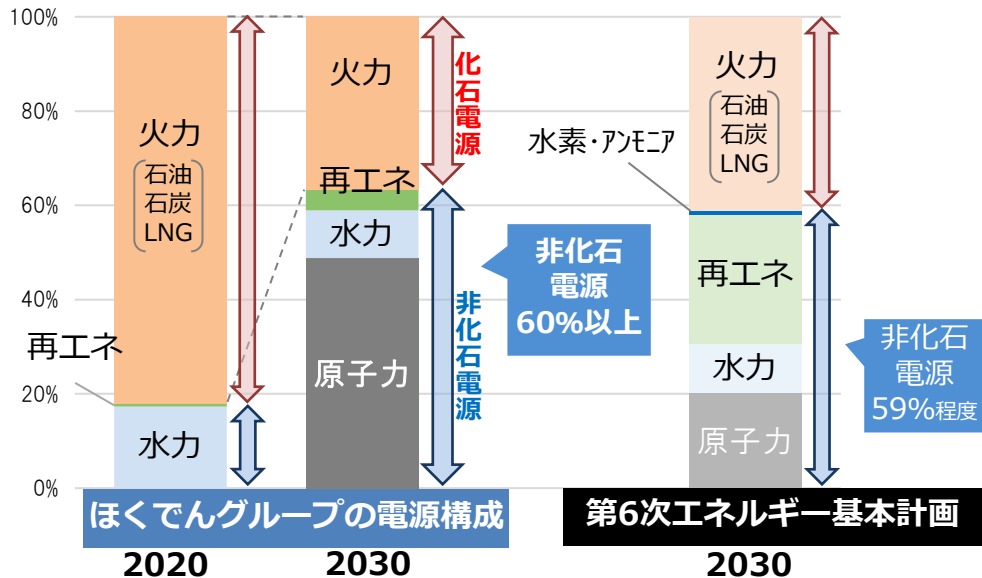 100%
80%
60%
40%
20%
0%
火力
石油
石炭
LNG
再エネ
水力
火力
再エネ
水力
原子力
化石電源
非化石電源
非化石
電源
60%以上
水素・アンモニア
火力
石油
石炭
LNG
再エネ
水力
原子力
非化石
電源
59%程度
ほくでんグループの電源構成
2020
2030
第6次エネルギー基本計画
2030